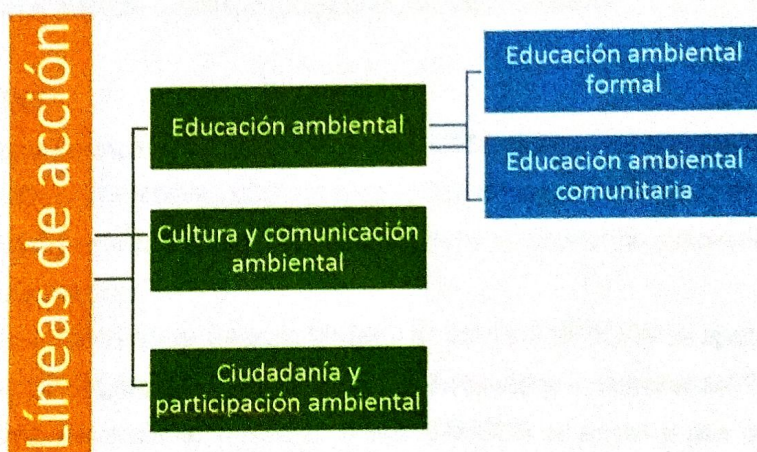 Líneas de acción
Educación ambiental
Cultura y comunicación
ambiental
Ciudadanía y
participación ambiental
Educación ambiental
formal
Educación ambiental
comunitaria